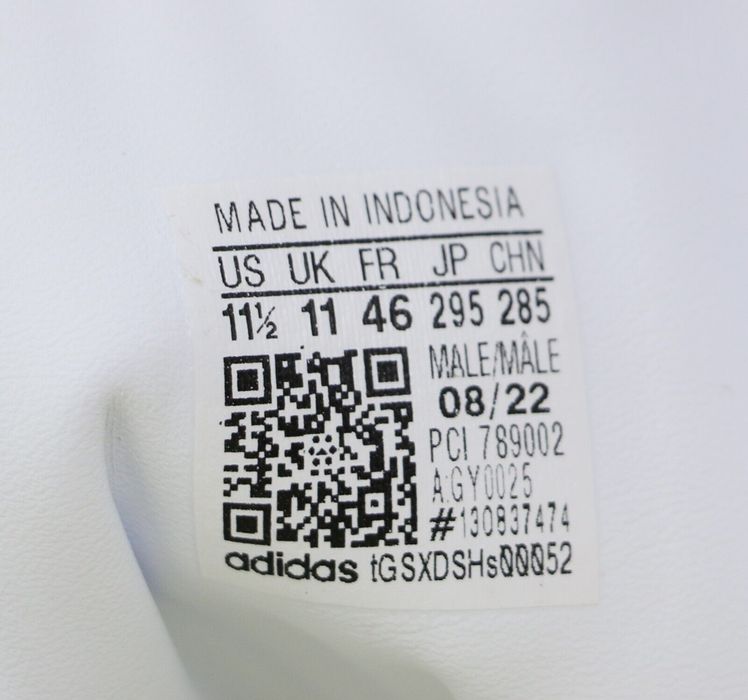 MADE IN INDONESIA
US UK FR JP CHN
11½ 11 46 295 285
MALE/MÂLE
08/22
PCI 789002
A:GY0025
#130837474
adidas tGSXDSHs00052